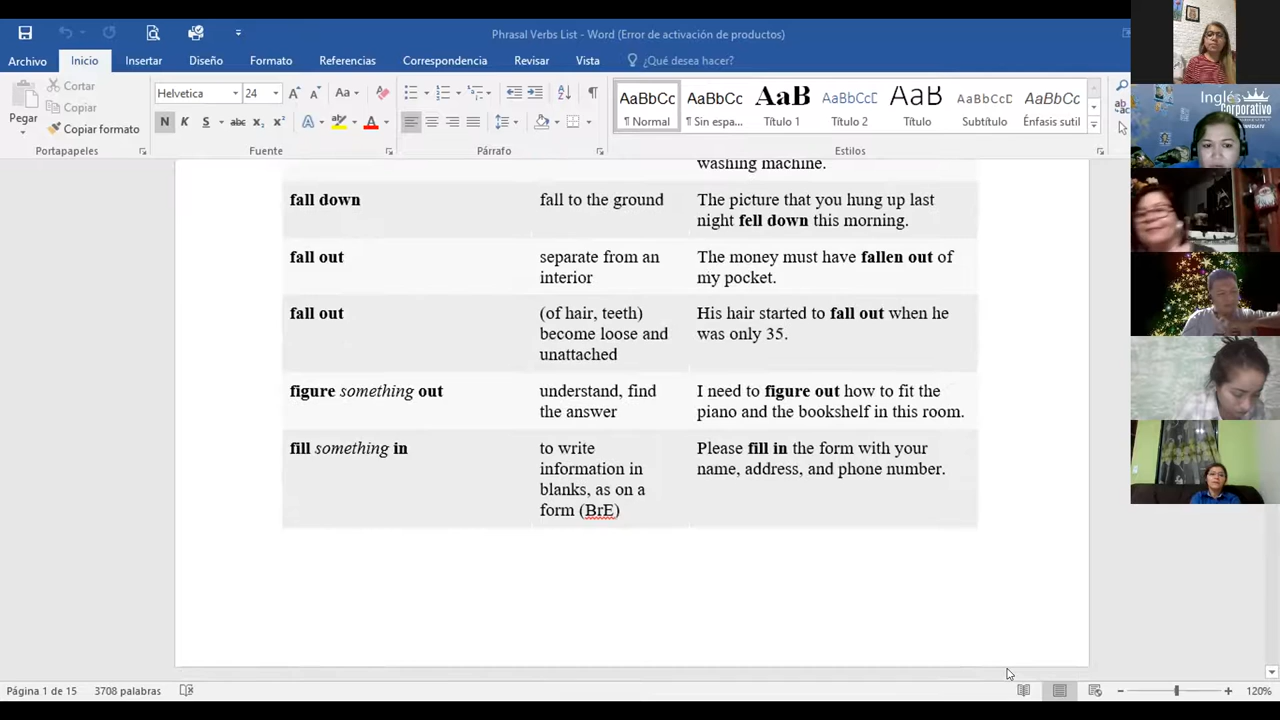 Phrasal Verbs List - Word (Error de activación de productos)
Archivo
Inicio
Insertar
Diseño
Formato
Referencias
Correspondencia
Revisar
Vista
¿Qué desea hacer?
Pegar
Cortar
Copiar
Copiar formato
Portapapeles
Helvetica
24
Aa
N
K
S
abc
x₂
x²
A
Fuente
Párrafo
AaBbCc
¶ Normal
AaBbCc
¶ Sin espa...
AaB
Título 1
AaBbCcD
Título 2
AaB
Título
AaBbCcD
Subtítulo
AaBbCc
Énfasis sutil
Estilos
Inglés
Corporativo
washing machine.
fall down
fall to the ground
The picture that you hung up last
night fell down this morning.
fall out
separate from an
interior
The money must have fallen out of
my pocket.
fall out
(of hair, teeth)
become loose and
unattached
His hair started to fall out when he
was only 35.
figure something out
understand, find
the answer
I need to figure out how to fit the
piano and the bookshelf in this room.
fill something in
to write
information in
blanks, as on a
form (BrE)
Please fill in the form with your
name, address, and phone number.
Página 1 de 15
3708 palabras
120%